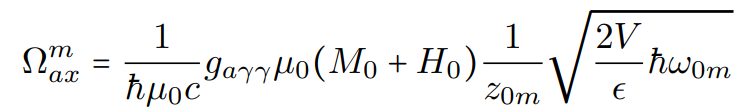 $\Omega_{ax}^{m} = \frac{1}{\hbar\mu_0 c} g_{a\gamma\gamma}\mu_0(M_0 + H_0)\frac{1}{z_{0m}}\sqrt{\frac{2V}{\epsilon}\hbar\omega_{0m}}$